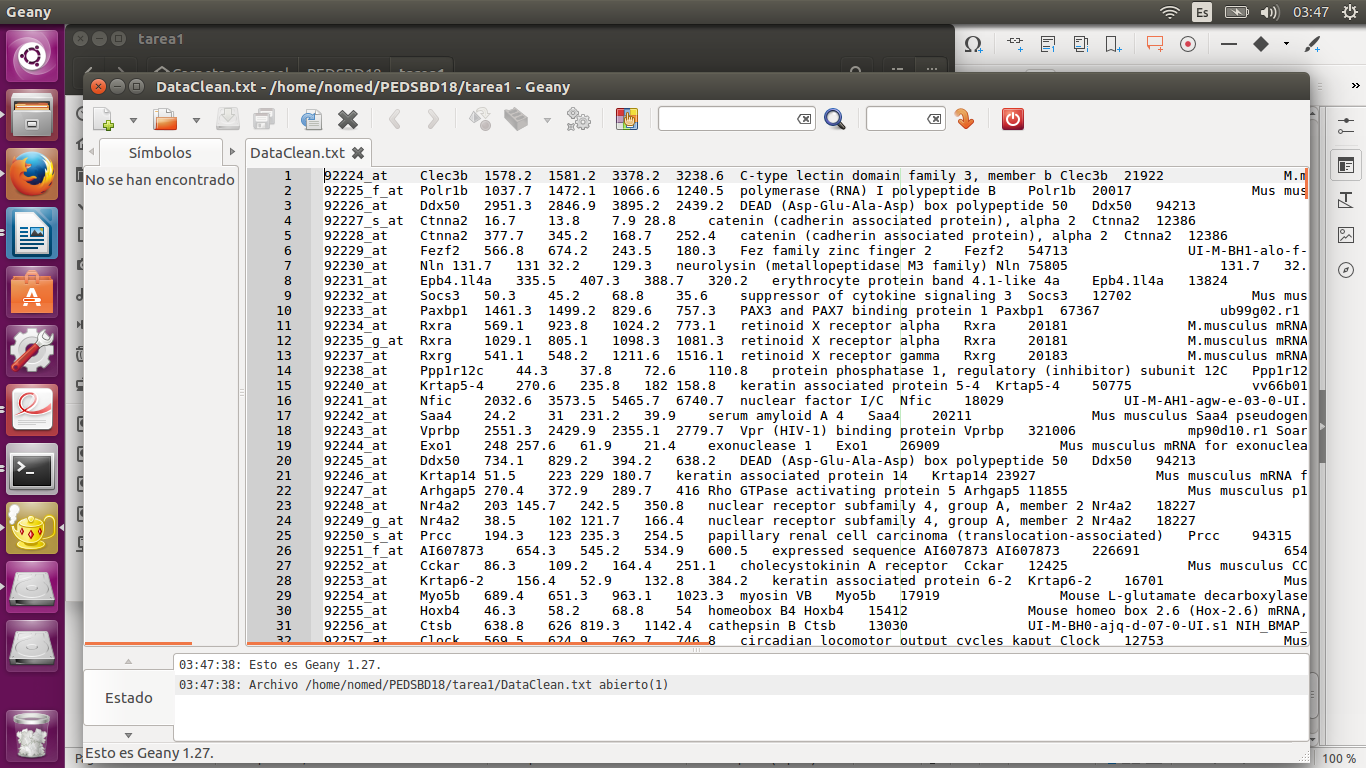 Geany
Es
03:47
tarea1
DataClean.txt - /home/nomed/PEDSBD18/tarea1 - Geany
Símbolos
DataClean.txt
No se han encontrado
1 92224_at Clec3b 1578.2 1581.2 3378.2 3238.6 C-type lectin domain family 3, member b Clec3b 21922 M.m
2 92225_f_at Polr1b 1037.7 1472.1 1066.6 1240.5 polymerase (RNA) I polypeptide B Polr1b 20017 Mus mus
3 92226_at Ddx50 2951.3 2846.9 3895.2 2439.2 DEAD (Asp-Glu-Ala-Asp) box polypeptide 50 Ddx50 94213
4 92227_s_at Ctnna2 16.7 13.8 7.9 28.8 catenin (cadherin associated protein), alpha 2 Ctnna2 12386
5 92228_at Ctnna2 377.7 345.2 168.7 252.4 catenin (cadherin associated protein), alpha 2 Ctnna2 12386
6 92229_at Fezf2 566.8 674.2 243.5 180.3 Fez family zinc finger 2 Fezf2 54713 UI-M-BH1-alo-f-
7 92230_at Nln 131.7 131 32.2 129.3 neurolysin (metallopeptidase M3 family) Nln 75805 131.7 32.
8 92231_at Epb4.1l4a 335.5 407.3 388.7 320.2 erythrocyte protein band 4.1-like 4a Epb4.1l4a 13824
9 92232_at Socs3 50.3 45.2 68.8 35.6 suppressor of cytokine signaling 3 Socs3 12702 Mus mus
10 92233_at Paxbp1 1461.3 1499.2 829.6 757.3 PAX3 and PAX7 binding protein 1 Paxbp1 67367 ub99g02.r1
11 92234_at Rxra 569.1 923.8 1024.2 773.1 retinoid X receptor alpha Rxra 20181 M.musculus mRNA
12 92235_g_at Rxra 1029.1 805.1 1098.3 1081.3 retinoid X receptor alpha Rxra 20181 M.musculus mRNA
13 92237_at Rxrg 541.1 548.2 1211.6 1516.1 retinoid X receptor gamma Rxrg 20183 M.musculus mRNA
14 92238_at Ppp1r12c 44.3 37.8 72.6 110.8 protein phosphatase 1, regulatory (inhibitor) subunit 12C Ppp1r12
15 92240_at Krtap5-4 270.6 235.8 182 158.8 keratin associated protein 5-4 Krtap5-4 50775 vv66b01
16 92241_at Nfic 2032.6 3573.5 5465.7 6740.7 nuclear factor I/C Nfic 18029 UI-M-AH1-agw-e-03-0-UI.
17 92242_at Saa4 24.2 31 231.2 39.9 serum amyloid A 4 Saa4 20211 Mus musculus Saa4 pseudogen
18 92243_at Vprbp 2551.3 2429.9 2355.1 2779.7 Vpr (HIV-1) binding protein Vprbp 321006 mp90d10.r1 Soar
19 92244_at Exo1 248 257.6 61.9 21.4 exonuclease 1 Exo1 26909 Mus musculus mRNA for exonuclea
20 92245_at Ddx50 734.1 829.2 394.2 638.2 DEAD (Asp-Glu-Ala-Asp) box polypeptide 50 Ddx50 94213
21 92246_at Krtap14 51.5 223 229 180.7 keratin associated protein 14 Krtap14 23927 Mus musculus mRNA f
22 92247_at Arhgap5 270.4 372.9 289.7 416 Rho GTPase activating protein 5 Arhgap5 11855 Mus musculus p1
23 92248_at Nr4a2 203 145.7 242.5 350.8 nuclear receptor subfamily 4, group A, member 2 Nr4a2 18227
24 92249_g_at Nr4a2 38.5 102 121.7 166.4 nuclear receptor subfamily 4, group A, member 2 Nr4a2 18227
25 92250_s_at Prcc 194.3 123 235.3 254.5 papillary renal cell carcinoma (translocation-associated) Prcc 94315
26 92251_f_at AI607873 654.3 545.2 534.9 600.5 expressed sequence AI607873 AI607873 226691 654
27 92252_at Cckar 86.3 109.2 164.4 251.1 cholecystokinin A receptor Cckar 12425 Mus musculus CC
28 92253_at Krtap6-2 156.4 52.9 132.8 384.2 keratin associated protein 6-2 Krtap6-2 16701 Mus
29 92254_at Myo5b 689.4 651.3 963.1 1023.3 myosin VB Myo5b 17919 Mouse L-glutamate decarboxylase
30 92255_at Hoxb4 46.3 58.2 68.8 54 homeobox B4 Hoxb4 15412 Mouse homeo box 2.6 (Hox-2.6) mRNA,
31 92256_at Ctsb 638.8 626 819.3 1142.4 cathepsin B Ctsb 13030 UI-M-BH0-ajq-d-07-0-UI.s1 NIH_BMAP_
32 92257_at Clock 569.5 624.9 762.7 746.8 circadian locomotor output cycles kaput Clock 12753 Mus
03:47:38: Esto es Geany 1.27.
03:47:38: Archivo /home/nomed/PEDSBD18/tarea1/DataClean.txt abierto(1)
Estado
Esto es Geany 1.27.
100 %